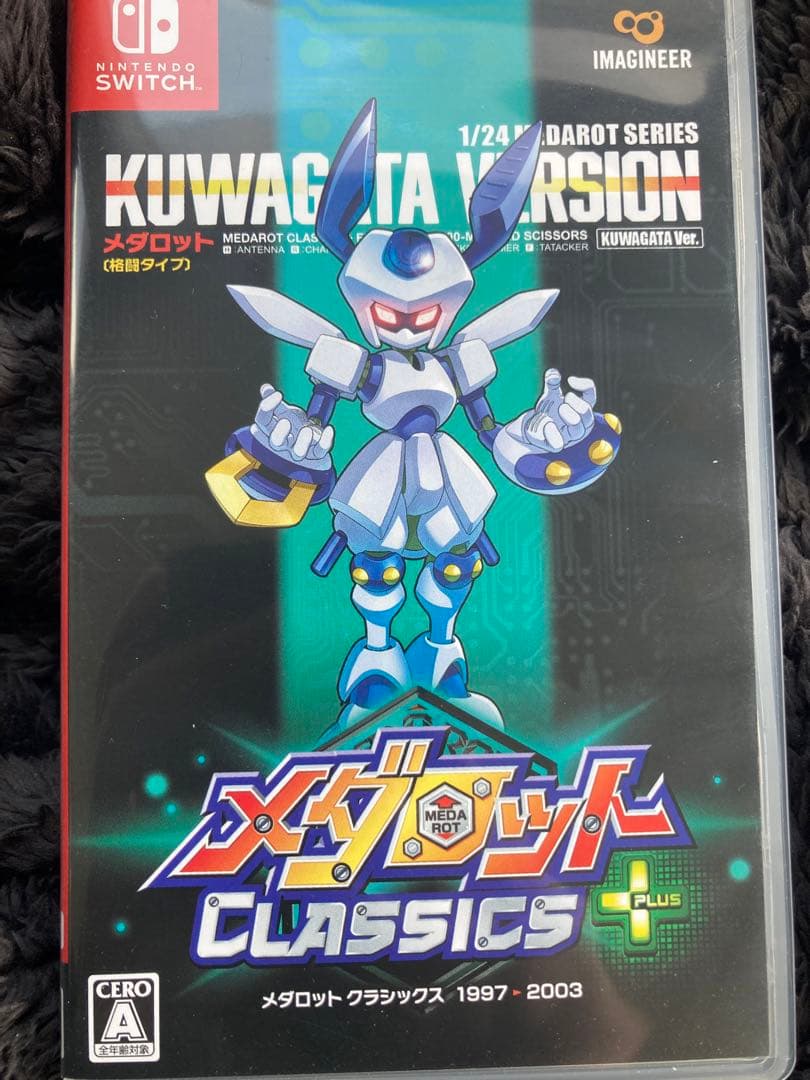 NINTENDO
SWITCH
IMAGINEER
1/24 MEDAROT SERIES
KUWAGATA VERSION
メダロット
〔格闘タイプ〕
MEDAROT CLAS SCISSORS
KUWAGATA Ver.
H:ANTENNA R: F:TATACKER
メダロット
MEDA
ROT
CLASSICS
PLUS
メダロット クラシックス 1997 ▶ 2003
CERO
A
全年齢対象